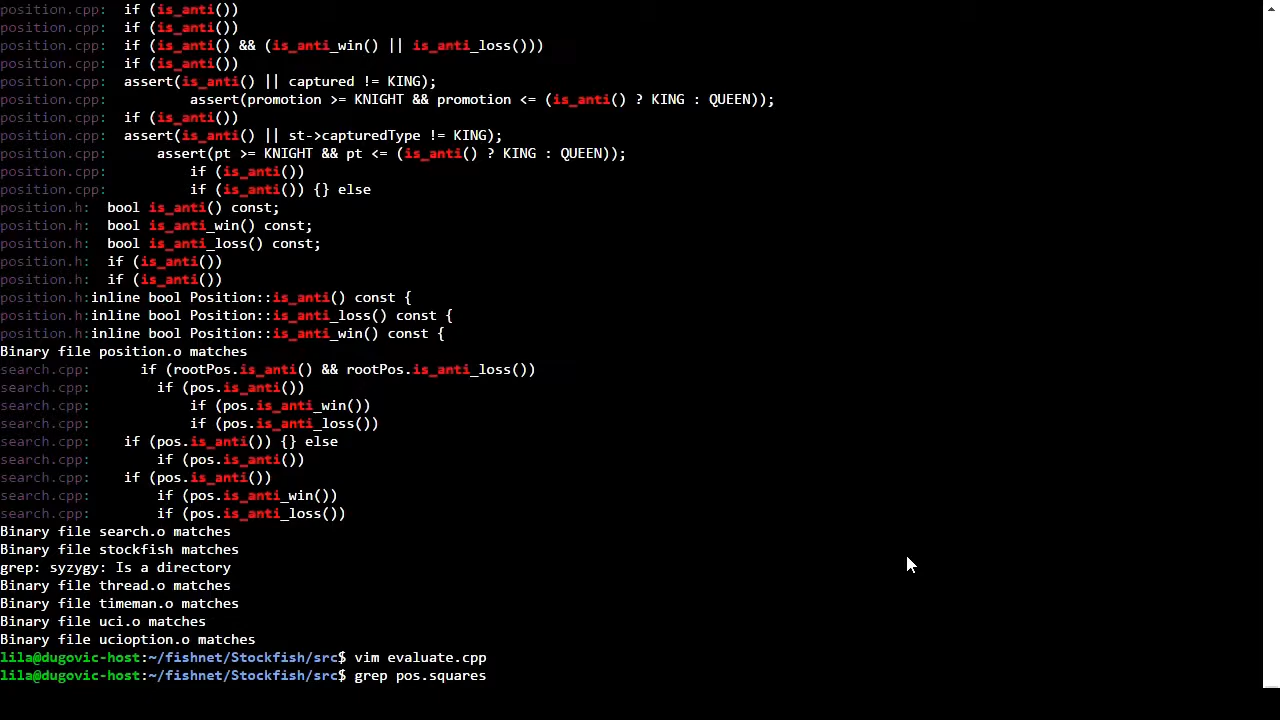 position.cpp:  if (is_anti())
position.cpp:  if (is_anti())
position.cpp:  if (is_anti() && (is_anti_win() || is_anti_loss()))
position.cpp:  if (is_anti())
position.cpp:  assert(is_anti() || captured != KING);
position.cpp:          assert(promotion >= KNIGHT && promotion <= (is_anti() ? KING : QUEEN));
position.cpp:  if (is_anti())
position.cpp:  assert(is_anti() || st->capturedType != KING);
position.cpp:      assert(pt >= KNIGHT && pt <= (is_anti() ? KING : QUEEN));
position.cpp:          if (is_anti())
position.cpp:          if (is_anti()) {} else
position.h:  bool is_anti() const;
position.h:  bool is_anti_win() const;
position.h:  bool is_anti_loss() const;
position.h:  if (is_anti())
position.h:  if (is_anti())
position.h:inline bool Position::is_anti() const {
position.h:inline bool Position::is_anti_loss() const {
position.h:inline bool Position::is_anti_win() const {
Binary file position.o matches
search.cpp:      if (rootPos.is_anti() && rootPos.is_anti_loss())
search.cpp:        if (pos.is_anti())
search.cpp:            if (pos.is_anti_win())
search.cpp:            if (pos.is_anti_loss())
search.cpp:    if (pos.is_anti()) {} else
search.cpp:        if (pos.is_anti())
search.cpp:    if (pos.is_anti())
search.cpp:        if (pos.is_anti_win())
search.cpp:        if (pos.is_anti_loss())
Binary file search.o matches
Binary file stockfish matches
grep: syzygy: Is a directory
Binary file thread.o matches
Binary file timeman.o matches
Binary file uci.o matches
Binary file ucioption.o matches
lila@dugovic-host:~/fishnet/Stockfish/src$ vim evaluate.cpp
lila@dugovic-host:~/fishnet/Stockfish/src$ grep pos.squares